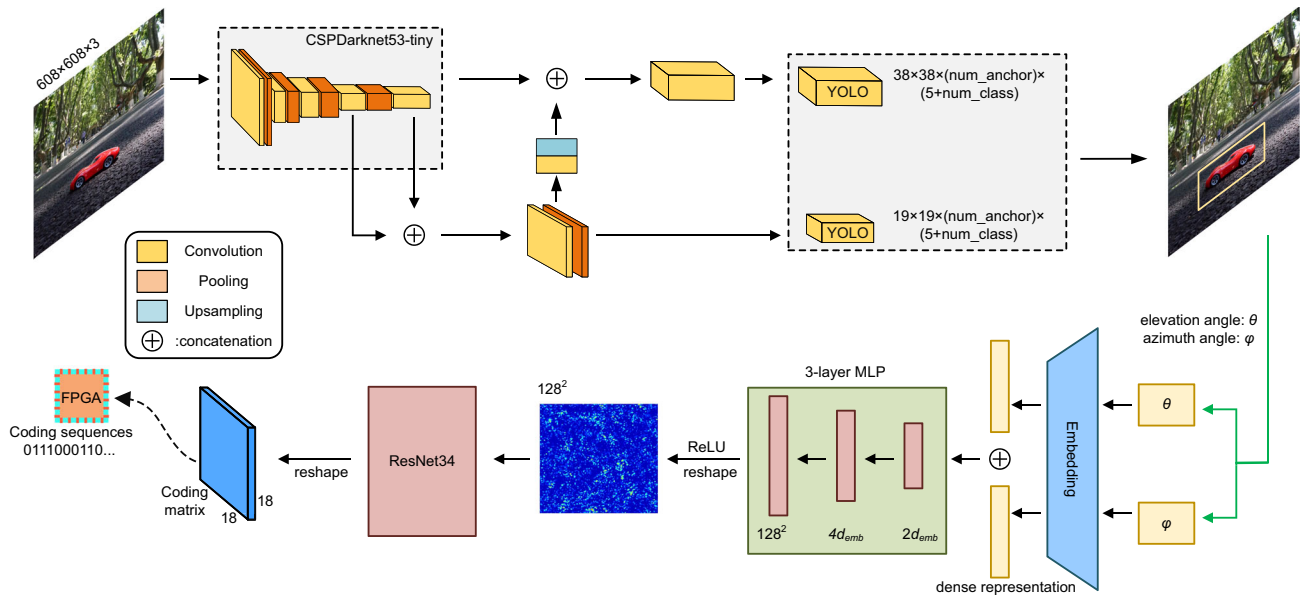 608×608×3
CSPDarknet53-tiny
YOLO
38×38×(num_anchor)×
(5+num_class)
YOLO
19×19×(num_anchor)×
(5+num_class)
Convolution
Pooling
Upsampling
:concatenation
elevation angle: θ
azimuth angle: φ
θ
φ
Embedding
dense representation
3-layer MLP
128²
4d_emb
2d_emb
ReLU
reshape
128²
ResNet34
reshape
Coding
matrix
18
18
FPGA
Coding sequences
0111000110...